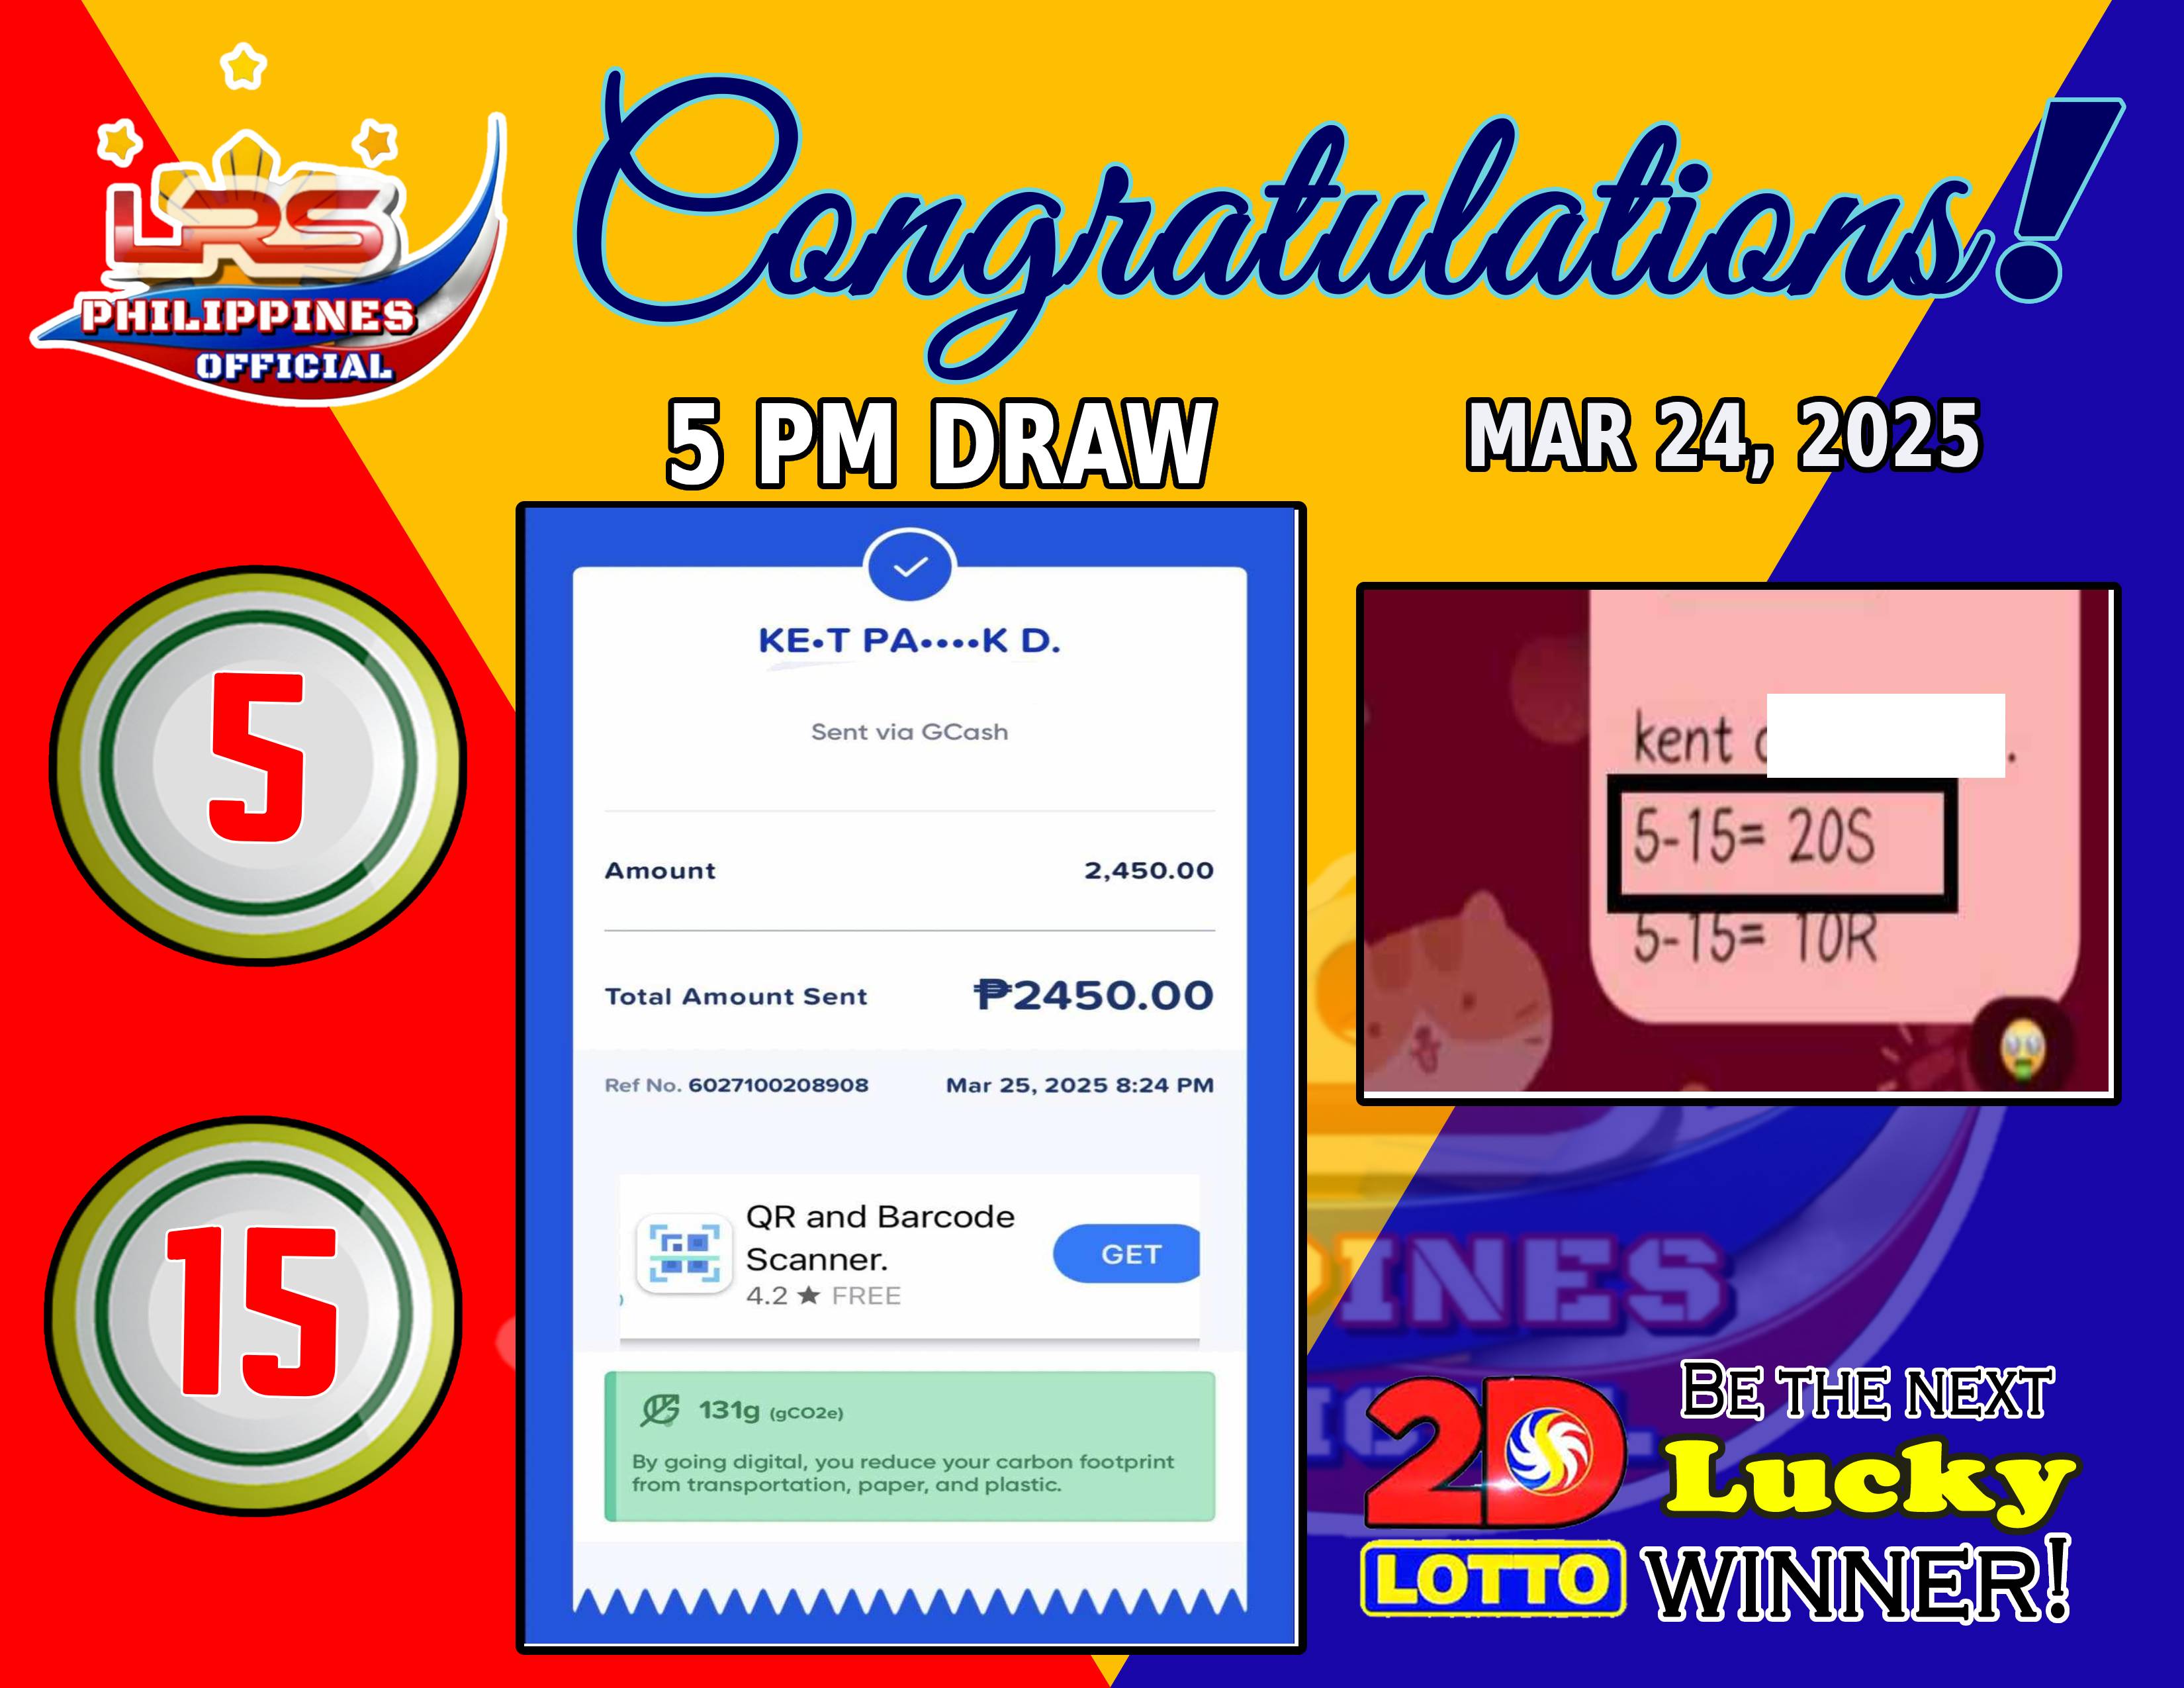 LRS
PHILIPPINES
OFFICIAL
Congratulations!
5 PM DRAW
MAR 24, 2025
5
15
KE•T PA••••K D.
Sent via GCash
Amount 2,450.00
Total Amount Sent ₱2450.00
Ref No. 6027100208908 Mar 25, 2025 8:24 PM
QR and Barcode
Scanner.
4.2 ★ FREE
GET
131g (gCO2e)
By going digital, you reduce your carbon footprint
from transportation, paper, and plastic.
kent
5-15= 20S
5-15= 10R
PINES
2D
LOTTO
BE THE NEXT
Lucky
WINNER!